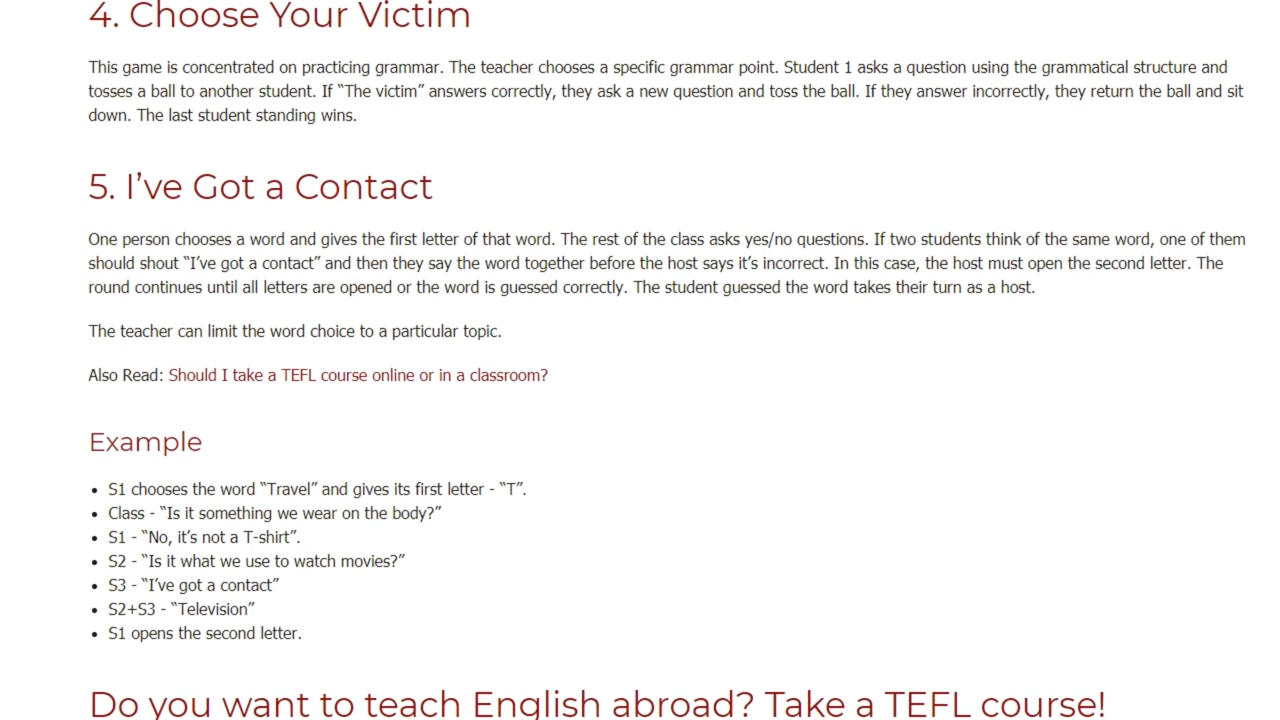 4. Choose Your Victim
This game is concentrated on practicing grammar. The teacher chooses a specific grammar point. Student 1 asks a question using the grammatical structure and
tosses a ball to another student. If “The victim” answers correctly, they ask a new question and toss the ball. If they answer incorrectly, they return the ball and sit
down. The last student standing wins.
5. I’ve Got a Contact
One person chooses a word and gives the first letter of that word. The rest of the class asks yes/no questions. If two students think of the same word, one of them
should shout “I’ve got a contact” and then they say the word together before the host says it’s incorrect. In this case, the host must open the second letter. The
round continues until all letters are opened or the word is guessed correctly. The student guessed the word takes their turn as a host.
The teacher can limit the word choice to a particular topic.
Also Read: Should I take a TEFL course online or in a classroom?
Example
• S1 chooses the word “Travel” and gives its first letter - “T”.
• Class - “Is it something we wear on the body?”
• S1 - “No, it’s not a T-shirt”.
• S2 - “Is it what we use to watch movies?”
• S3 - “I’ve got a contact”
• S2+S3 - “Television”
• S1 opens the second letter.
Do you want to teach English abroad? Take a TEFL course!